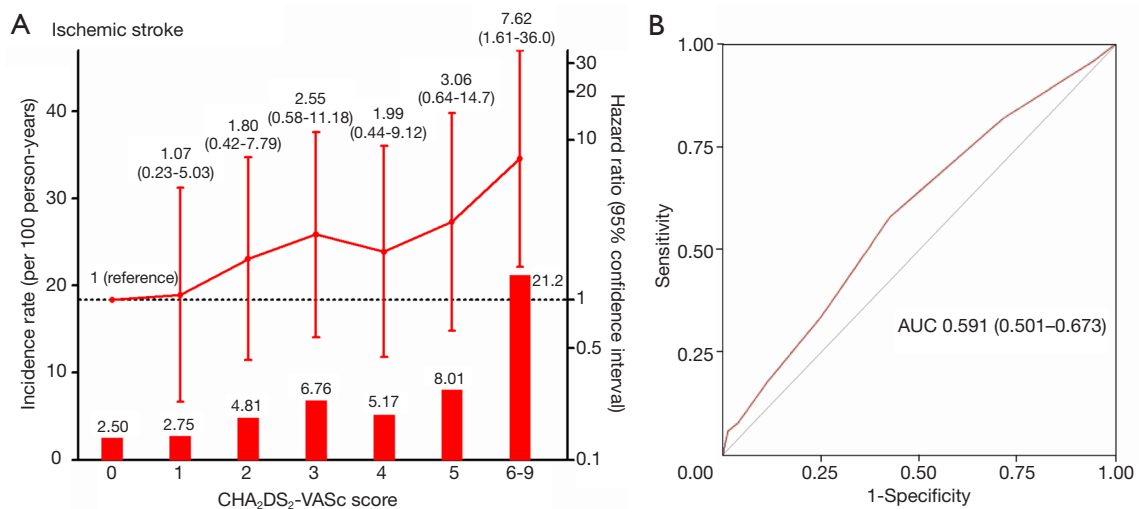 A
Ischemic stroke
Incidence rate (per 100 person-years)
40
30
20
10
0
1 (reference)
1.07
(0.23-5.03)
1.80
(0.42-7.79)
2.55
(0.58-11.18)
1.99
(0.44-9.12)
3.06
(0.64-14.7)
7.62
(1.61-36.0)
2.50
2.75
4.81
6.76
5.17
8.01
21.2
0 1 2 3 4 5 6-9
CHA₂DS₂-VASc score
30
20
10
1
0.5
0.1
Hazard ratio (95% confidence interval)
B
Sensitivity
1.00
0.75
0.50
0.25
AUC 0.591 (0.501–0.673)
0.00 0.25 0.50 0.75 1.00
1-Specificity